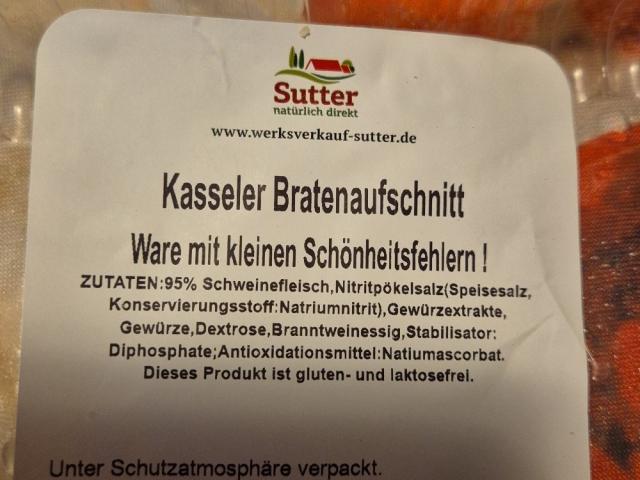 Sutter
natürlich direkt
www.werksverkauf-sutter.de
Kasseler Bratenaufschnitt
Ware mit kleinen Schönheitsfehlern !
ZUTATEN:95% Schweinefleisch,Nitritpökelsalz(Speisesalz,
Konservierungsstoff:Natriumnitrit),Gewürzextrakte,
Gewürze,Dextrose,Branntweinessig,Stabilisator:
Diphosphate;Antioxidationsmittel:Natiumascorbat.
Dieses Produkt ist gluten- und laktosefrei.
Unter Schutzatmosphäre verpackt.